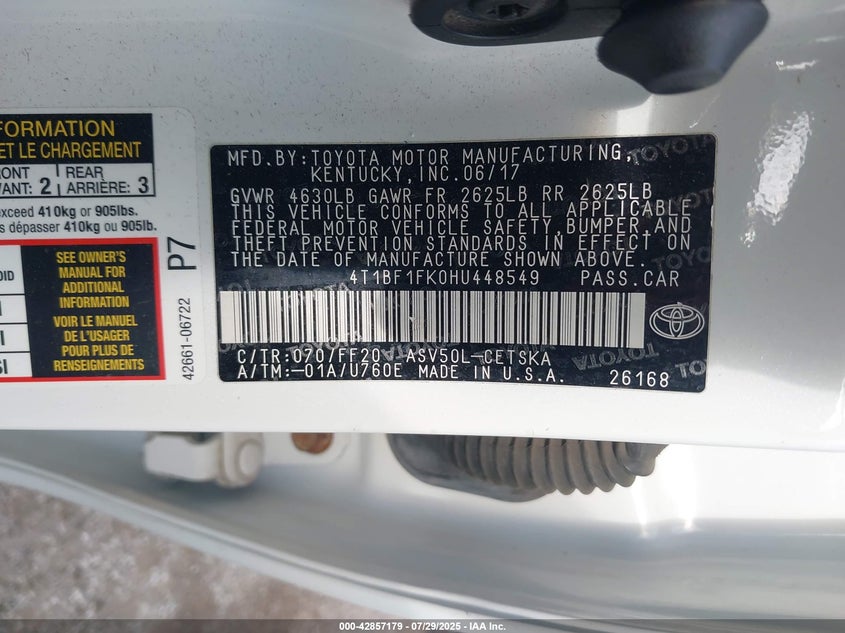 FORMATION
ET LE CHARGEMENT
RONT
VANT: 2
REAR
ARRIÈRE: 3
exceed 410kg or 905lbs.
s dépasser 410kg ou 905lb.
SEE OWNER'S
MANUAL FOR
ADDITIONAL
INFORMATION
VOIR LE MANUEL
DE L'USAGER
POUR PLUS DE
DÉTAILS
P7
42661-06722
MFD.BY:TOYOTA MOTOR MANUFACTURING,
KENTUCKY,INC.06/17
GVWR 4630LB GAWR FR 2625LB RR 2625LB
THIS VEHICLE CONFORMS TO ALL APPLICABLE
FEDERAL MOTOR VEHICLE SAFETY,BUMPER,AND
THEFT PREVENTION STANDARDS IN EFFECT ON
THE DATE OF MANUFACTURE SHOWN ABOVE.
4T1BF1FK0HU448549 PASS.CAR
TOYOTA
C/TR:070/FF20 ASV50L-CETSKA
A/TM:-01A/U760E MADE IN U.S.A. 26168
000-42857179 - 07/29/2025 - IAA Inc.